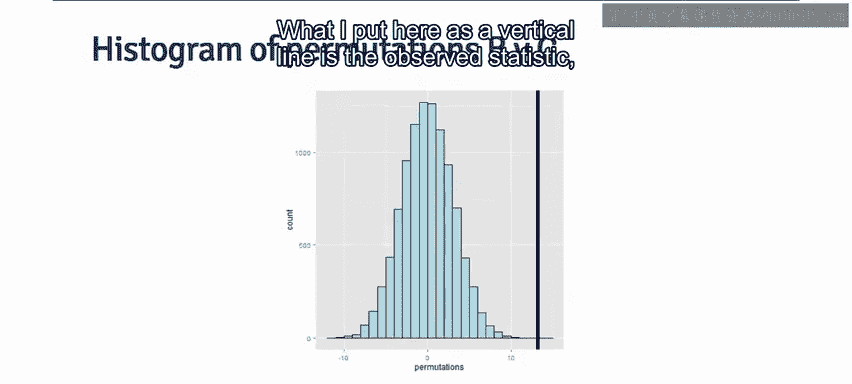 What I put here as a vertical
line is the observed statistic,
Histogram of permutations B v C
1000
500
0
count
-10
0
10
permutations